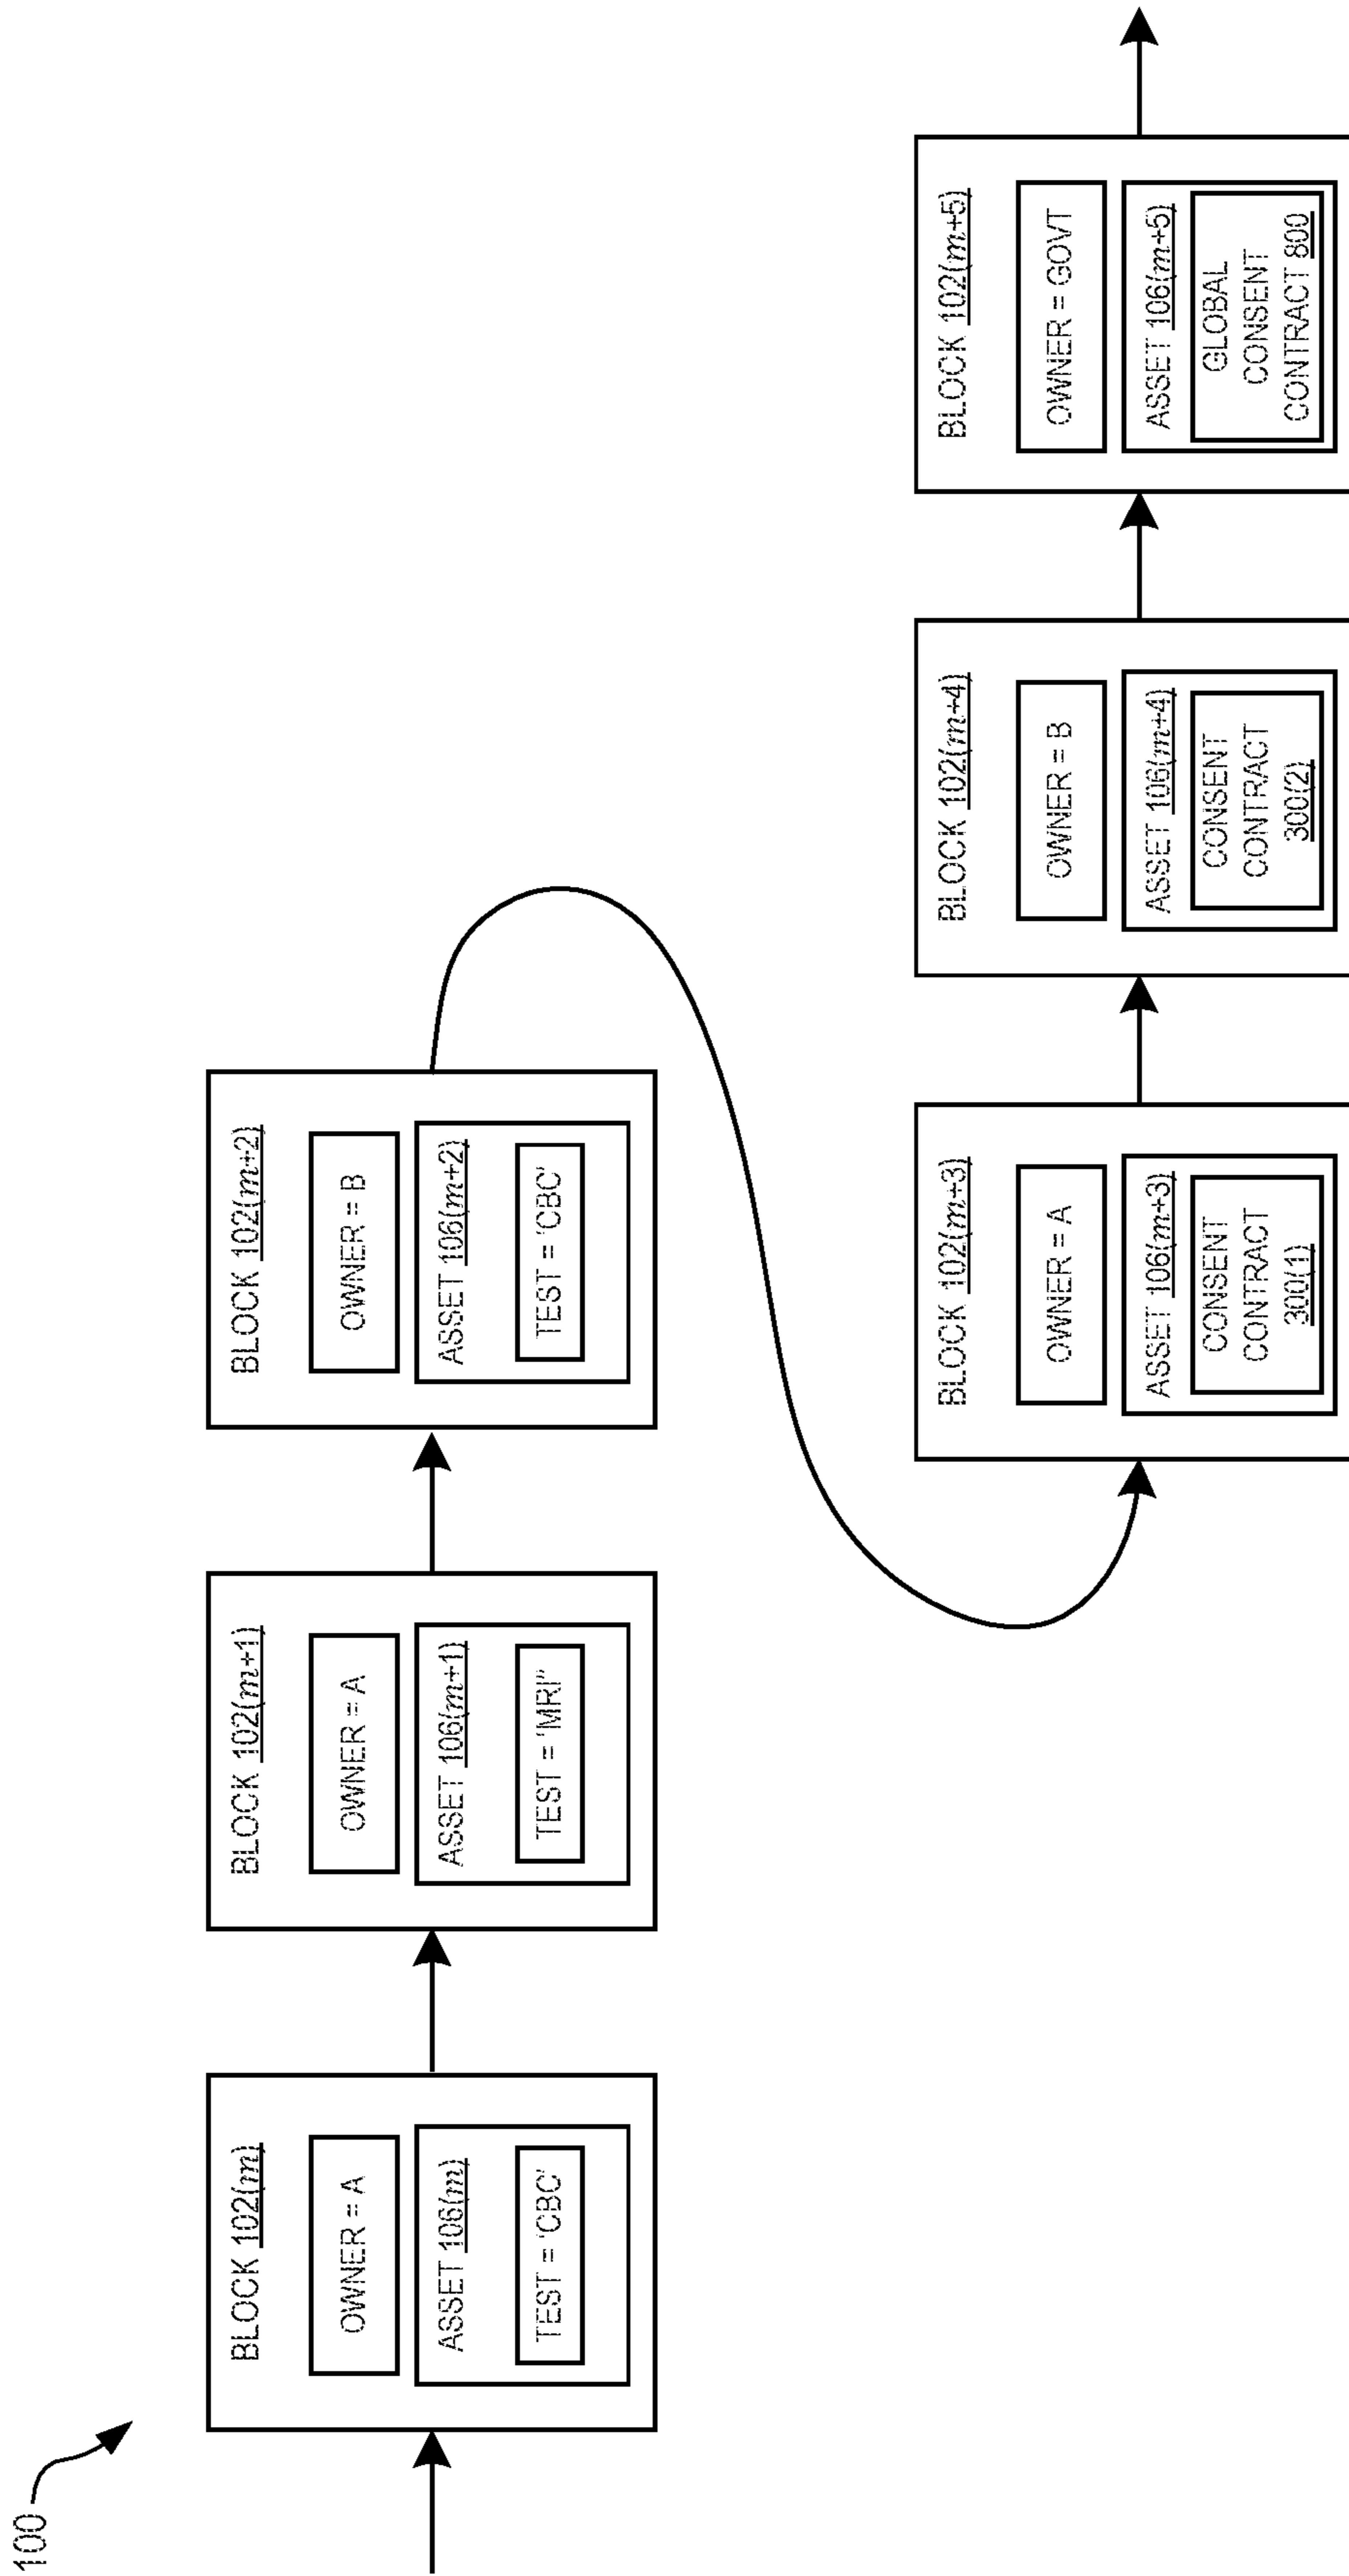 100
BLOCK 102(m)
OWNER = A
ASSET 106(m)
TEST = 'CBC'
BLOCK 102(m+1)
OWNER = A
ASSET 106(m+1)
TEST = 'MRI''
BLOCK 102(m+2)
OWNER = B
ASSET 106(m+2)
TEST = 'CBC'
BLOCK 102(m+3)
OWNER = A
ASSET 106(m+3)
CONSENT
CONTRACT
300(1)
BLOCK 102(m+4)
OWNER = B
ASSET 106(m+4)
CONSENT
CONTRACT
300(2)
BLOCK 102(m+5)
OWNER = GOVT
ASSET 106(m+5)
GLOBAL
CONSENT
CONTRACT 800